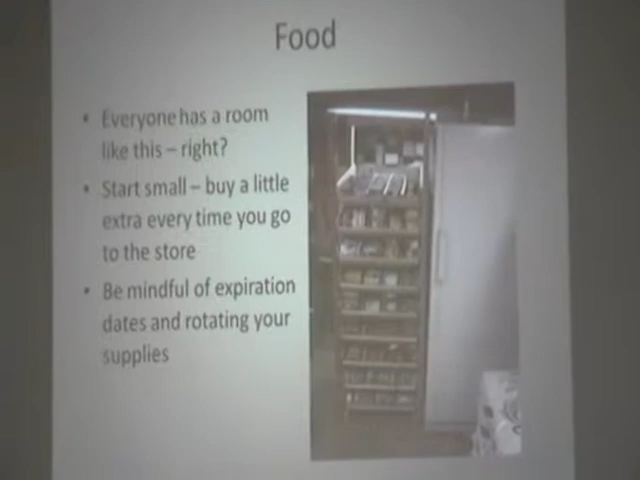 Food
• Everyone has a room
like this – right?
• Start small – buy a little
extra every time you go
to the store
• Be mindful of expiration
dates and rotating your
supplies